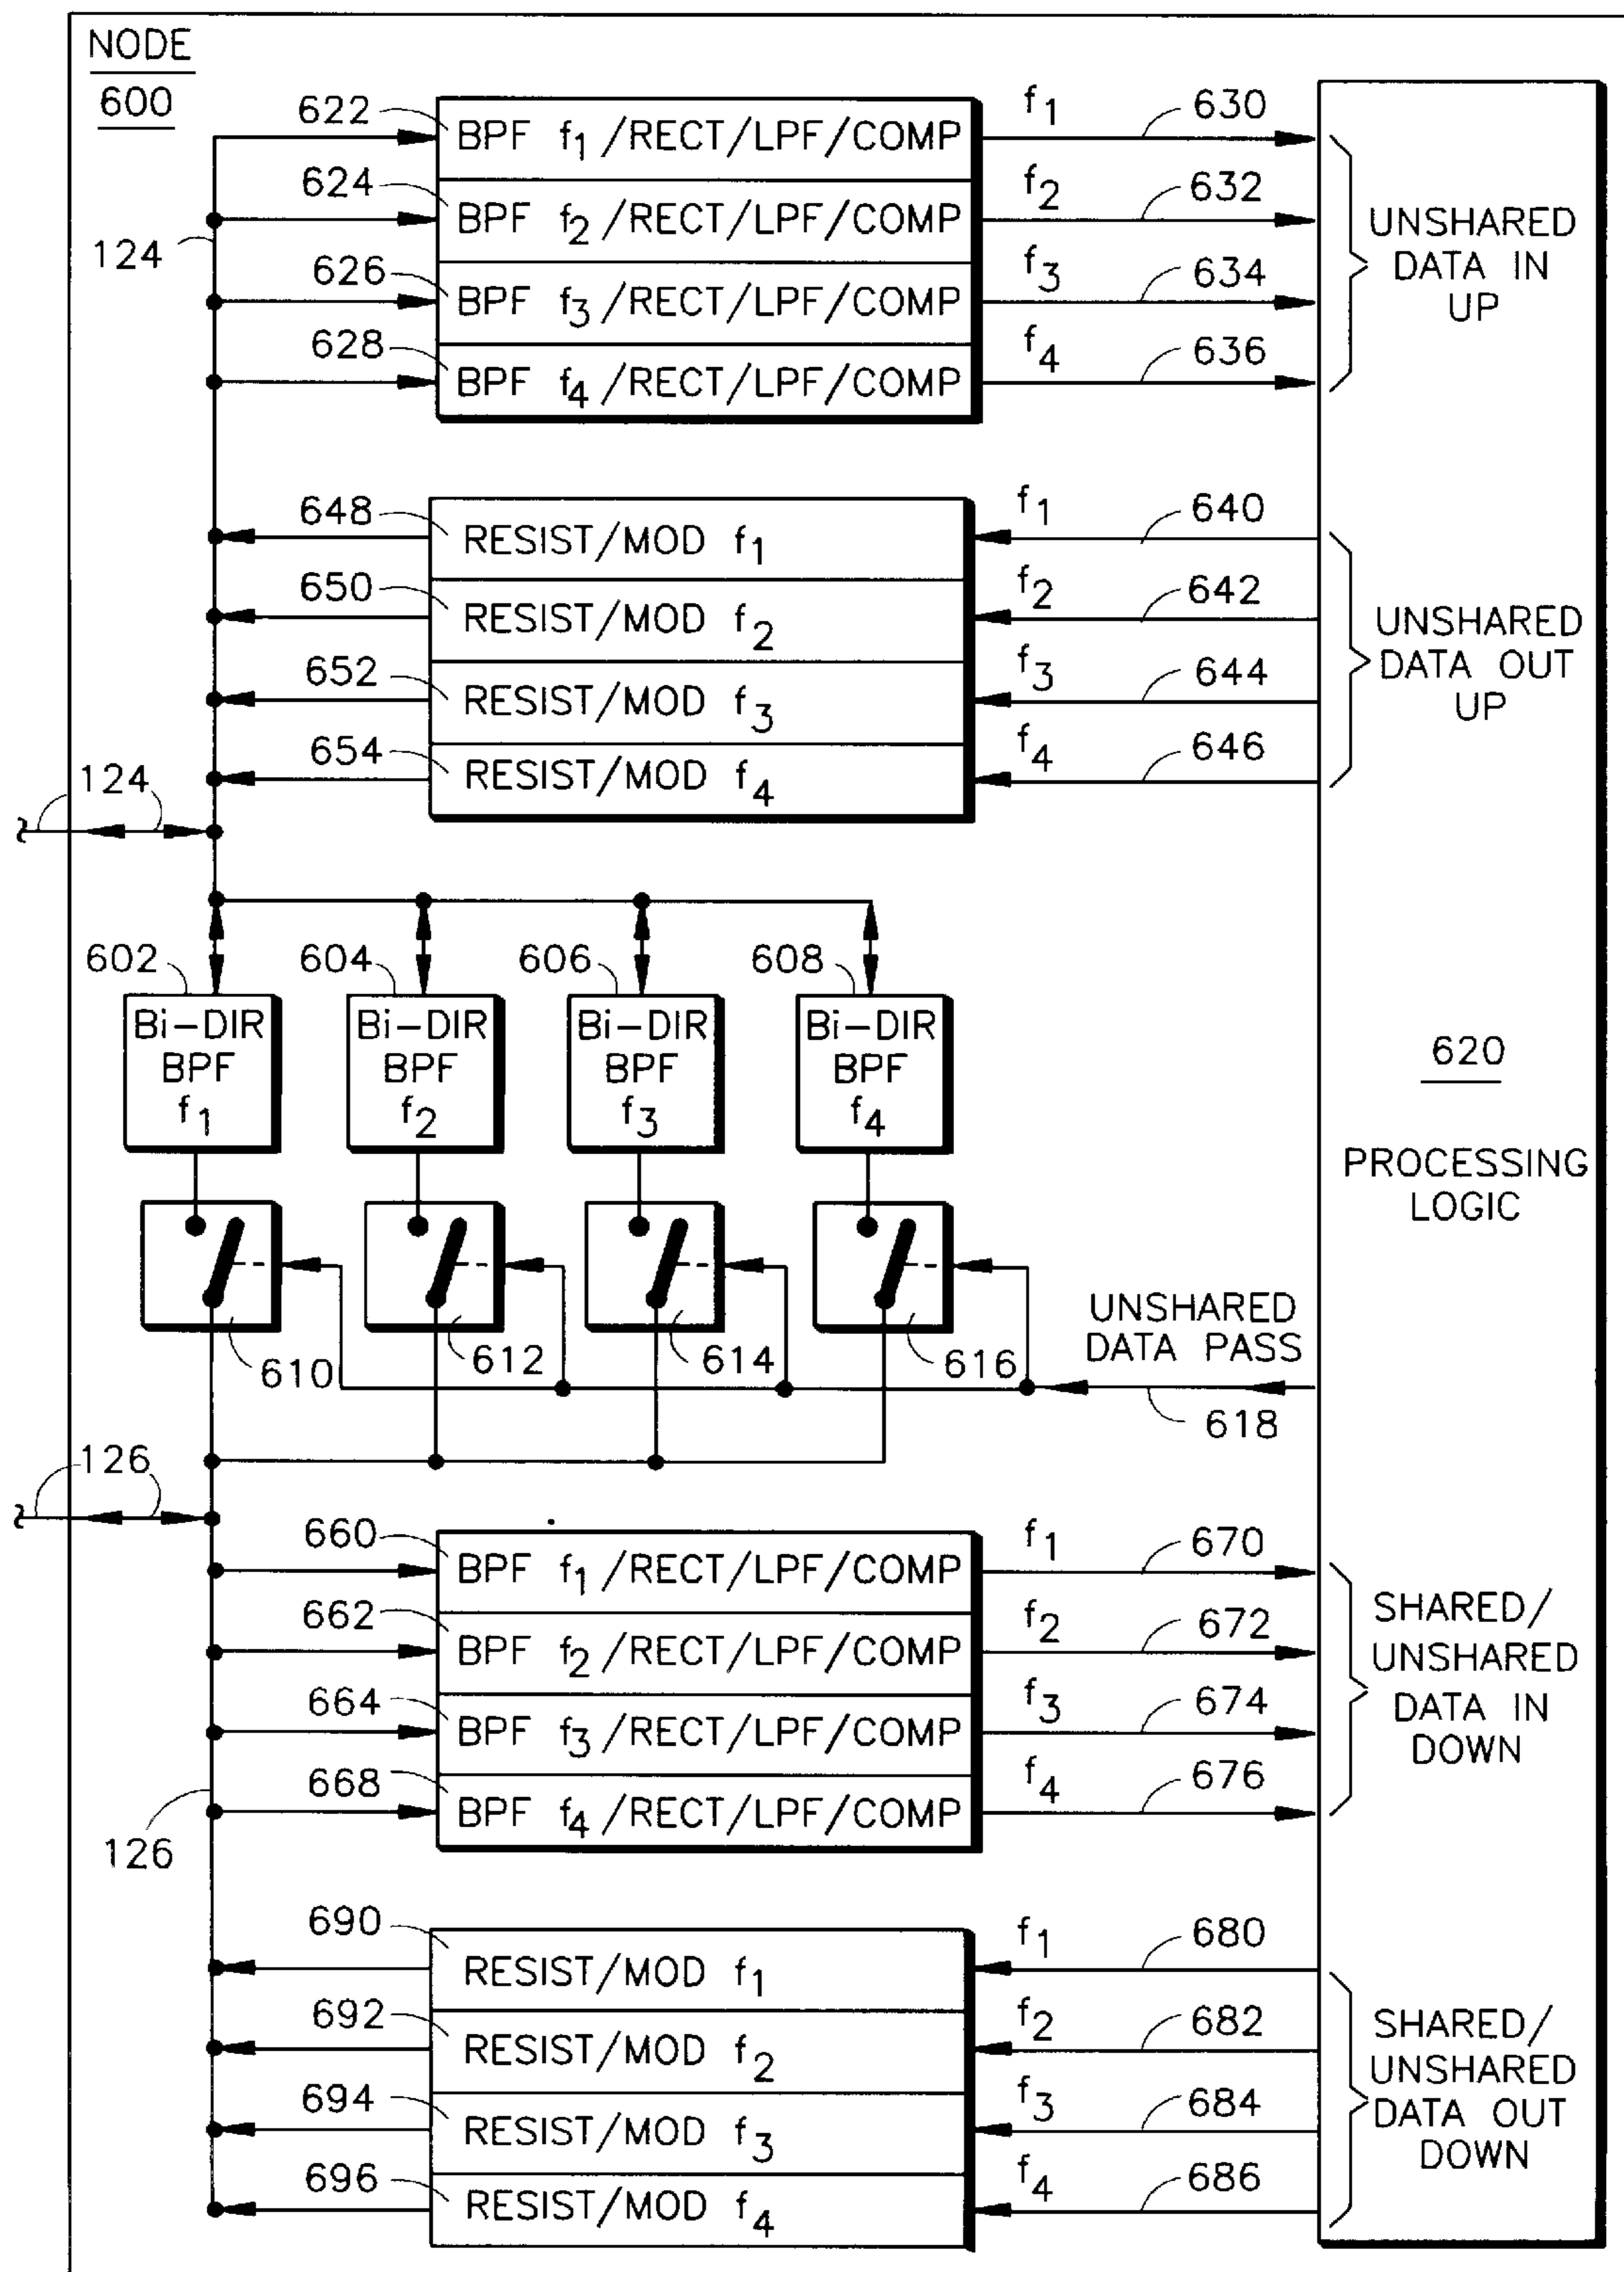 NODE
600
622
BPF f1 /RECT/LPF/COMP
f1
630
624
BPF f2 /RECT/LPF/COMP
f2
632
124
626
BPF f3 /RECT/LPF/COMP
f3
634
628
BPF f4 /RECT/LPF/COMP
f4
636
UNSHARED
DATA IN
UP
648
RESIST/MOD f1
f1
640
650
RESIST/MOD f2
f2
642
652
RESIST/MOD f3
f3
644
654
RESIST/MOD f4
f4
646
UNSHARED
DATA OUT
UP
124
602
Bi-DIR
BPF
f1
604
Bi-DIR
BPF
f2
606
Bi-DIR
BPF
f3
608
Bi-DIR
BPF
f4
620
PROCESSING
LOGIC
610
612
614
616
UNSHARED
DATA PASS
618
126
660
BPF f1 /RECT/LPF/COMP
f1
670
662
BPF f2 /RECT/LPF/COMP
f2
672
664
BPF f3 /RECT/LPF/COMP
f3
674
668
BPF f4 /RECT/LPF/COMP
f4
676
SHARED/
UNSHARED
DATA IN
DOWN
126
690
RESIST/MOD f1
f1
680
692
RESIST/MOD f2
f2
682
694
RESIST/MOD f3
f3
684
696
RESIST/MOD f4
f4
686
SHARED/
UNSHARED
DATA OUT
DOWN